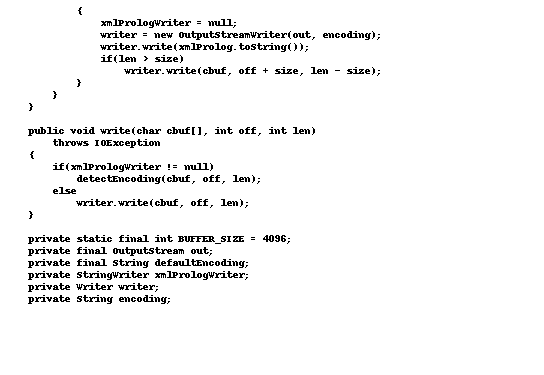 {
xmlPrologWriter = null;
writer = new OutputStreamWriter(out, encoding);
writer.write(xmlProlog.toString());
if(len > size)
writer.write(cbuf, off + size, len - size);
}
}
}
public void write(char cbuf[], int off, int len)
throws IOException
{
if(xmlPrologWriter != null)
detectEncoding(cbuf, off, len);
else
writer.write(cbuf, off, len);
}
private static final int BUFFER_SIZE = 4096;
private final OutputStream out;
private final String defaultEncoding;
private StringWriter xmlPrologWriter;
private Writer writer;
private String encoding;